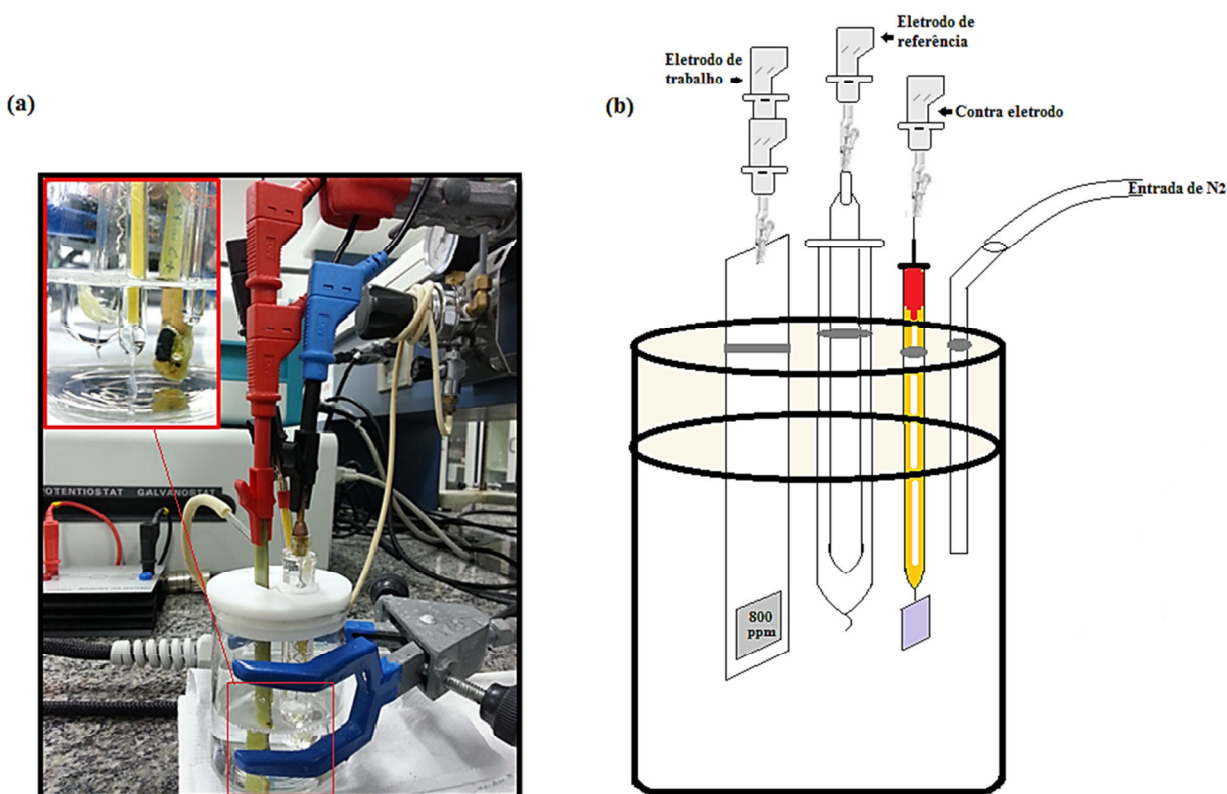 (a)
POTENTIOSTAT GALVANOSTAT
(b)
Eletrodo de
trabalho
Eletrodo de
referência
Contra eletrodo
Entrada de N2
800
ppm